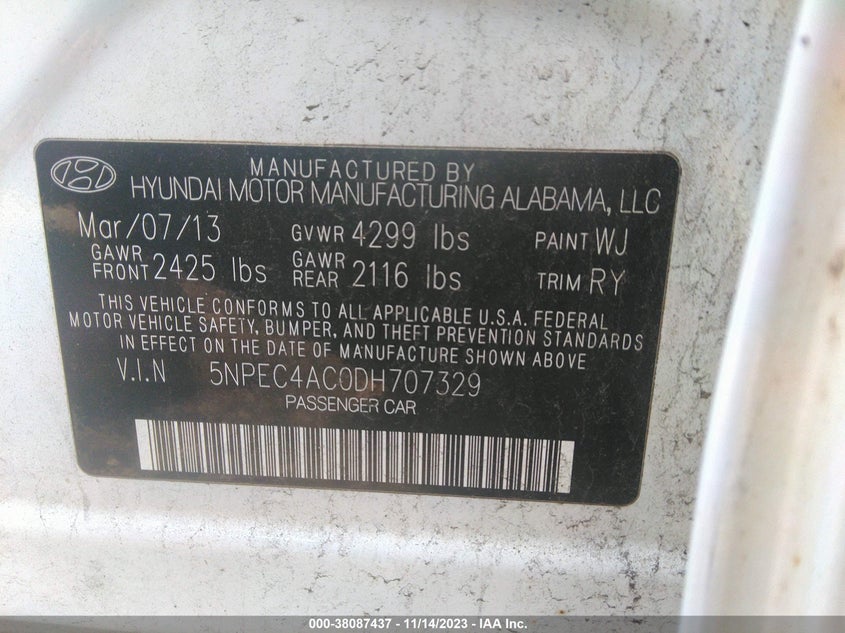 MANUFACTURED BY
HYUNDAI MOTOR MANUFACTURING ALABAMA, LLC
Mar/07/13 GVWR 4299 lbs PAINT WJ
GAWR FRONT 2425 lbs GAWR REAR 2116 lbs TRIM RY
THIS VEHICLE CONFORMS TO ALL APPLICABLE U.S.A. FEDERAL
MOTOR VEHICLE SAFETY, BUMPER, AND THEFT PREVENTION STANDARDS
IN EFFECT ON THE DATE OF MANUFACTURE SHOWN ABOVE
V.I.N 5NPEC4AC0DH707329
PASSENGER CAR
000-38087437 - 11/14/2023 - IAA Inc.